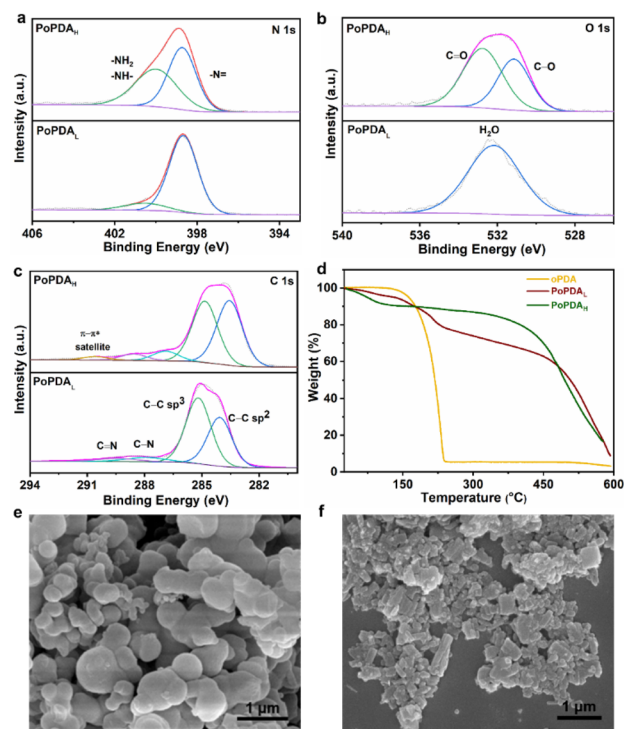 a
N 1s
PoPDAH
-NH2
-NH-
-N=
PoPDAL
Intensity (a.u.)
406
402
398
394
Binding Energy (eV)
b
O 1s
PoPDAH
C=O
C–O
PoPDAL
H2O
Intensity (a.u.)
540
536
532
528
Binding Energy (eV)
c
C 1s
PoPDAH
π–π*
satellite
PoPDAL
C–C sp3
C–C sp2
C=N
C–N
Intensity (a.u.)
294
291
288
285
282
Binding Energy (eV)
d
oPDA
PoPDAL
PoPDAH
Weight (%)
100
80
60
40
20
0
150
300
450
600
Temperature (°C)
e
1 µm
f
1 µm